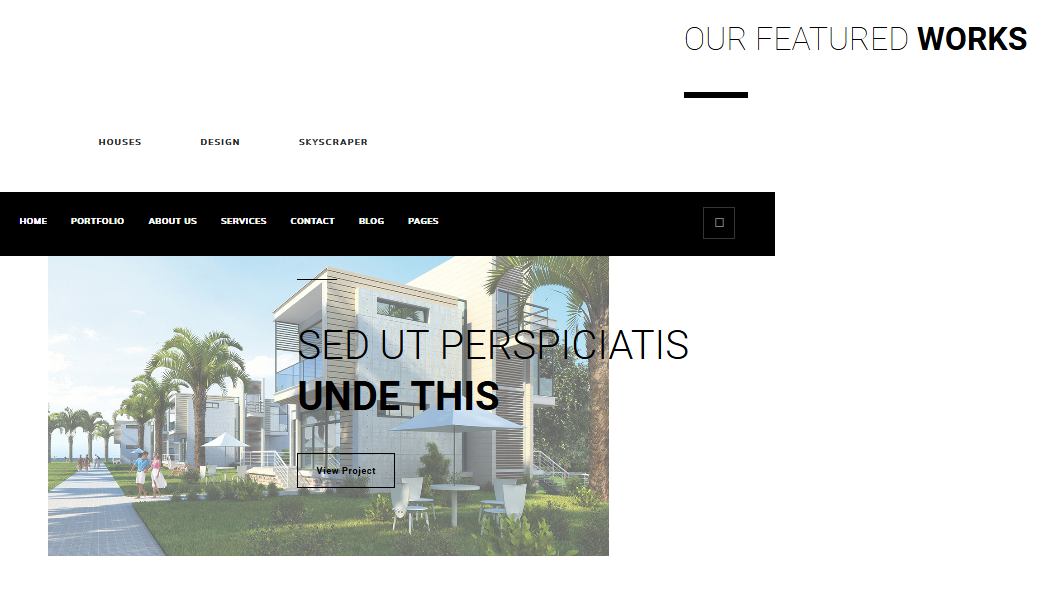 OUR FEATURED WORKS
HOUSES DESIGN SKYSCRAPER
HOME PORTFOLIO ABOUT US SERVICES CONTACT BLOG PAGES
SED UT PERSPICIATIS
UNDE THIS
View Project